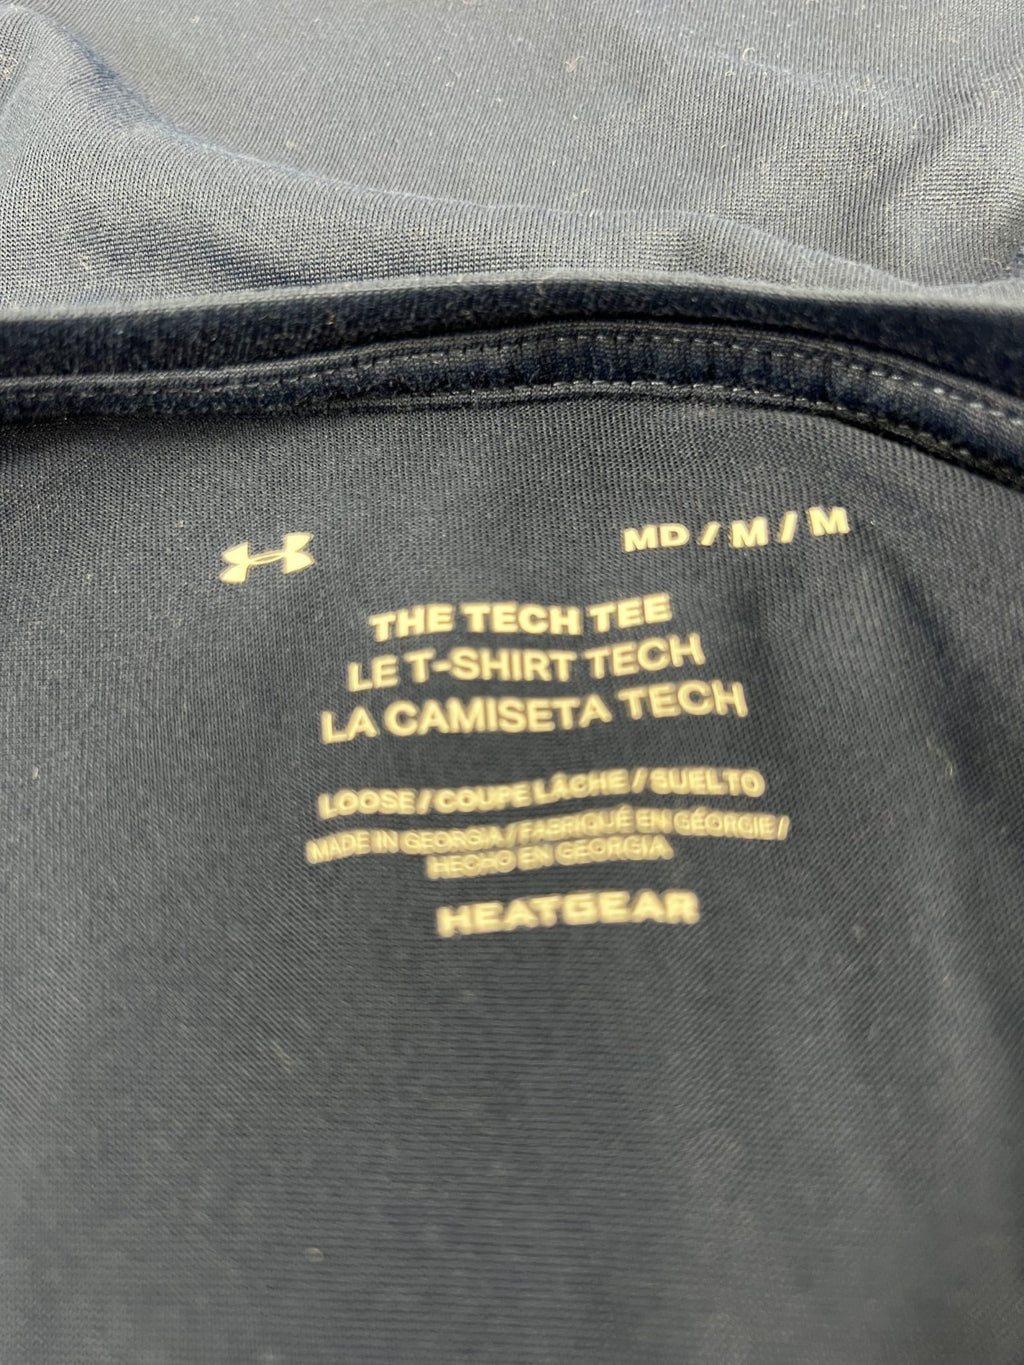 MD / M / M
THE TECH TEE
LE T-SHIRT TECH
LA CAMISETA TECH
LOOSE / COUPE LÂCHE / SUELTO
MADE IN GEORGIA / FABRIQUÉ EN GÉORGIE /
HECHO EN GEORGIA
HEATGEAR